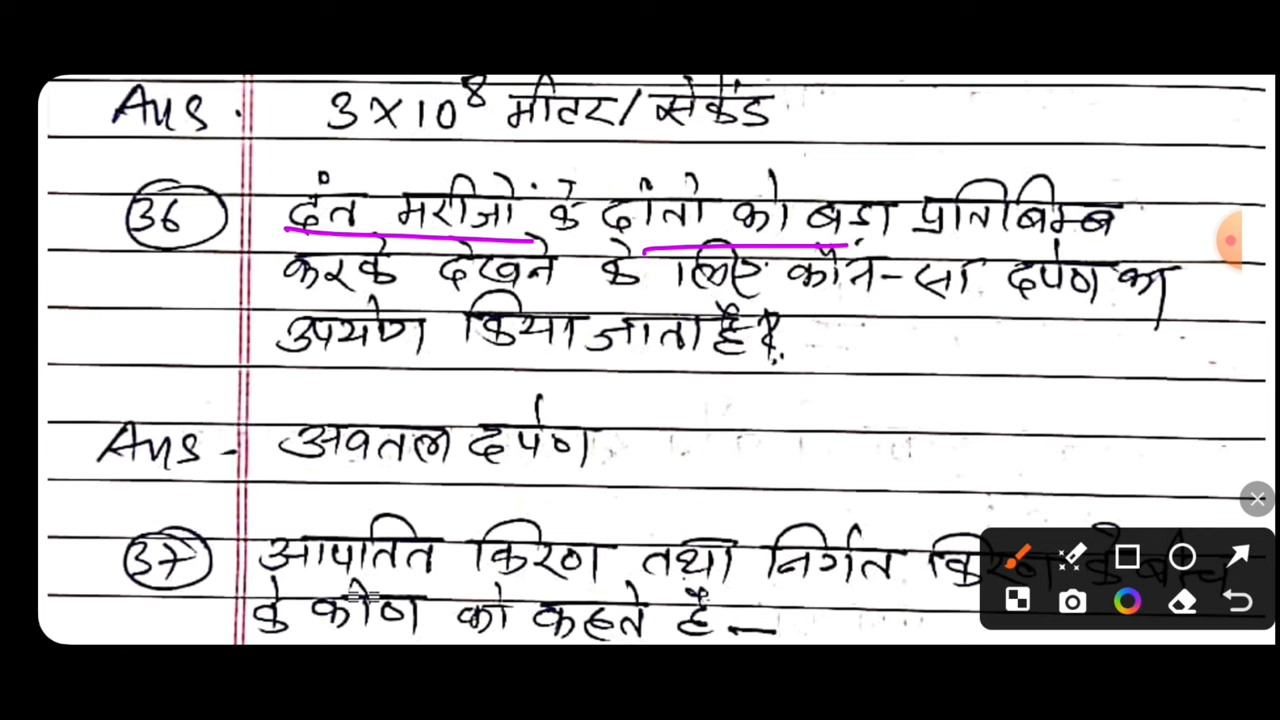 Ans. 3 × 10⁸ मीटर/सेकेंड
36 दंत मरीजों के दांतो को बड़ा प्रतिबिम्ब
करके देखने के लिए कौन-सा दर्पण का
उपयोग किया जाता है?
Ans - अवतल दर्पण
37 आपतित किरण तथा निर्गत किरण के बीच
के कोण को कहते हैं —